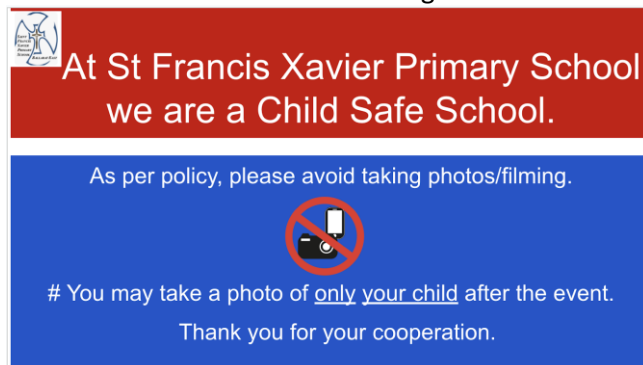 At St Francis Xavier Primary School
we are a Child Safe School.
As per policy, please avoid taking photos/filming.
# You may take a photo of only your child after the event.
Thank you for your cooperation.